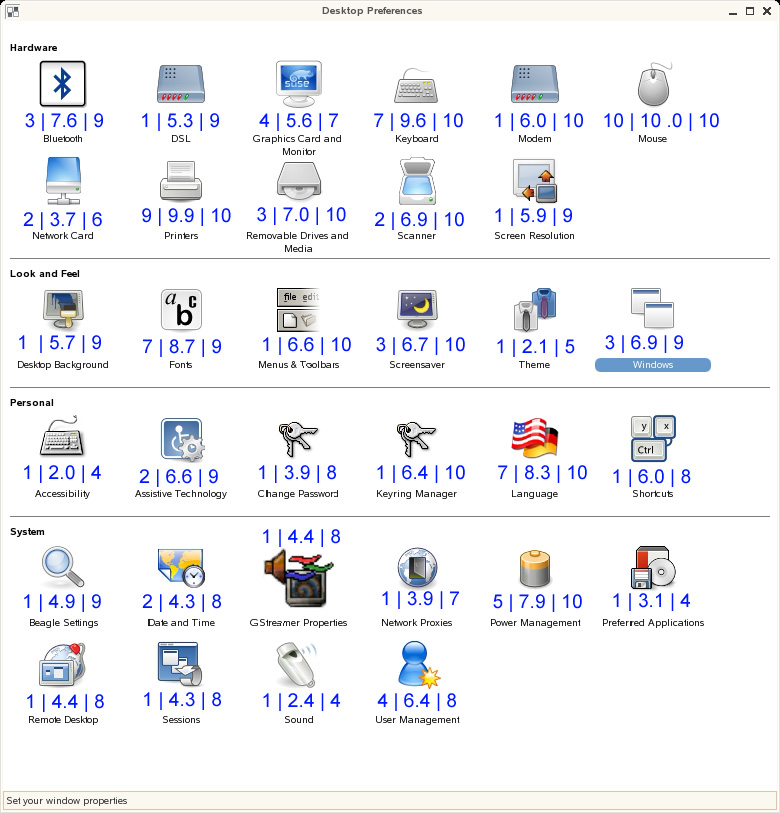 Desktop Preferences
Hardware
SUSE
3 | 7.6 | 9
1 | 5.3 | 9
4 | 5.6 | 7
7 | 9.6 | 10
1 | 6.0 | 10
10 | 10 .0 | 10
Bluetooth
DSL
Graphics Card and
Monitor
Keyboard
Modem
Mouse
2 | 3.7 | 6
9 | 9.9 | 10
3 | 7.0 | 10
2 | 6.9 | 10
1 | 5.9 | 9
Network Card
Printers
Removable Drives and
Media
Scanner
Screen Resolution
Look and Feel
a b c
file edit
1 | 5.7 | 9
7 | 8.7 | 9
1 | 6.6 | 10
3 | 6.7 | 10
1 | 2.1 | 5
3 | 6.9 | 9
Desktop Background
Fonts
Menus & Toolbars
Screensaver
Theme
Windows
Personal
y x
Ctrl
1 | 2.0 | 4
2 | 6.6 | 9
1 | 3.9 | 8
1 | 6.4 | 10
7 | 8.3 | 10
1 | 6.0 | 8
Accessibility
Assistive Technology
Change Password
Keyring Manager
Language
Shortcuts
System
1 | 4.4 | 8
1 | 4.9 | 9
2 | 4.3 | 8
1 | 3.9 | 7
5 | 7.9 | 10
1 | 3.1 | 4
Beagle Settings
Date and Time
GStreamer Properties
Network Proxies
Power Management
Preferred Applications
1 | 4.4 | 8
1 | 4.3 | 8
1 | 2.4 | 4
4 | 6.4 | 8
Remote Desktop
Sessions
Sound
User Management
Set your window properties